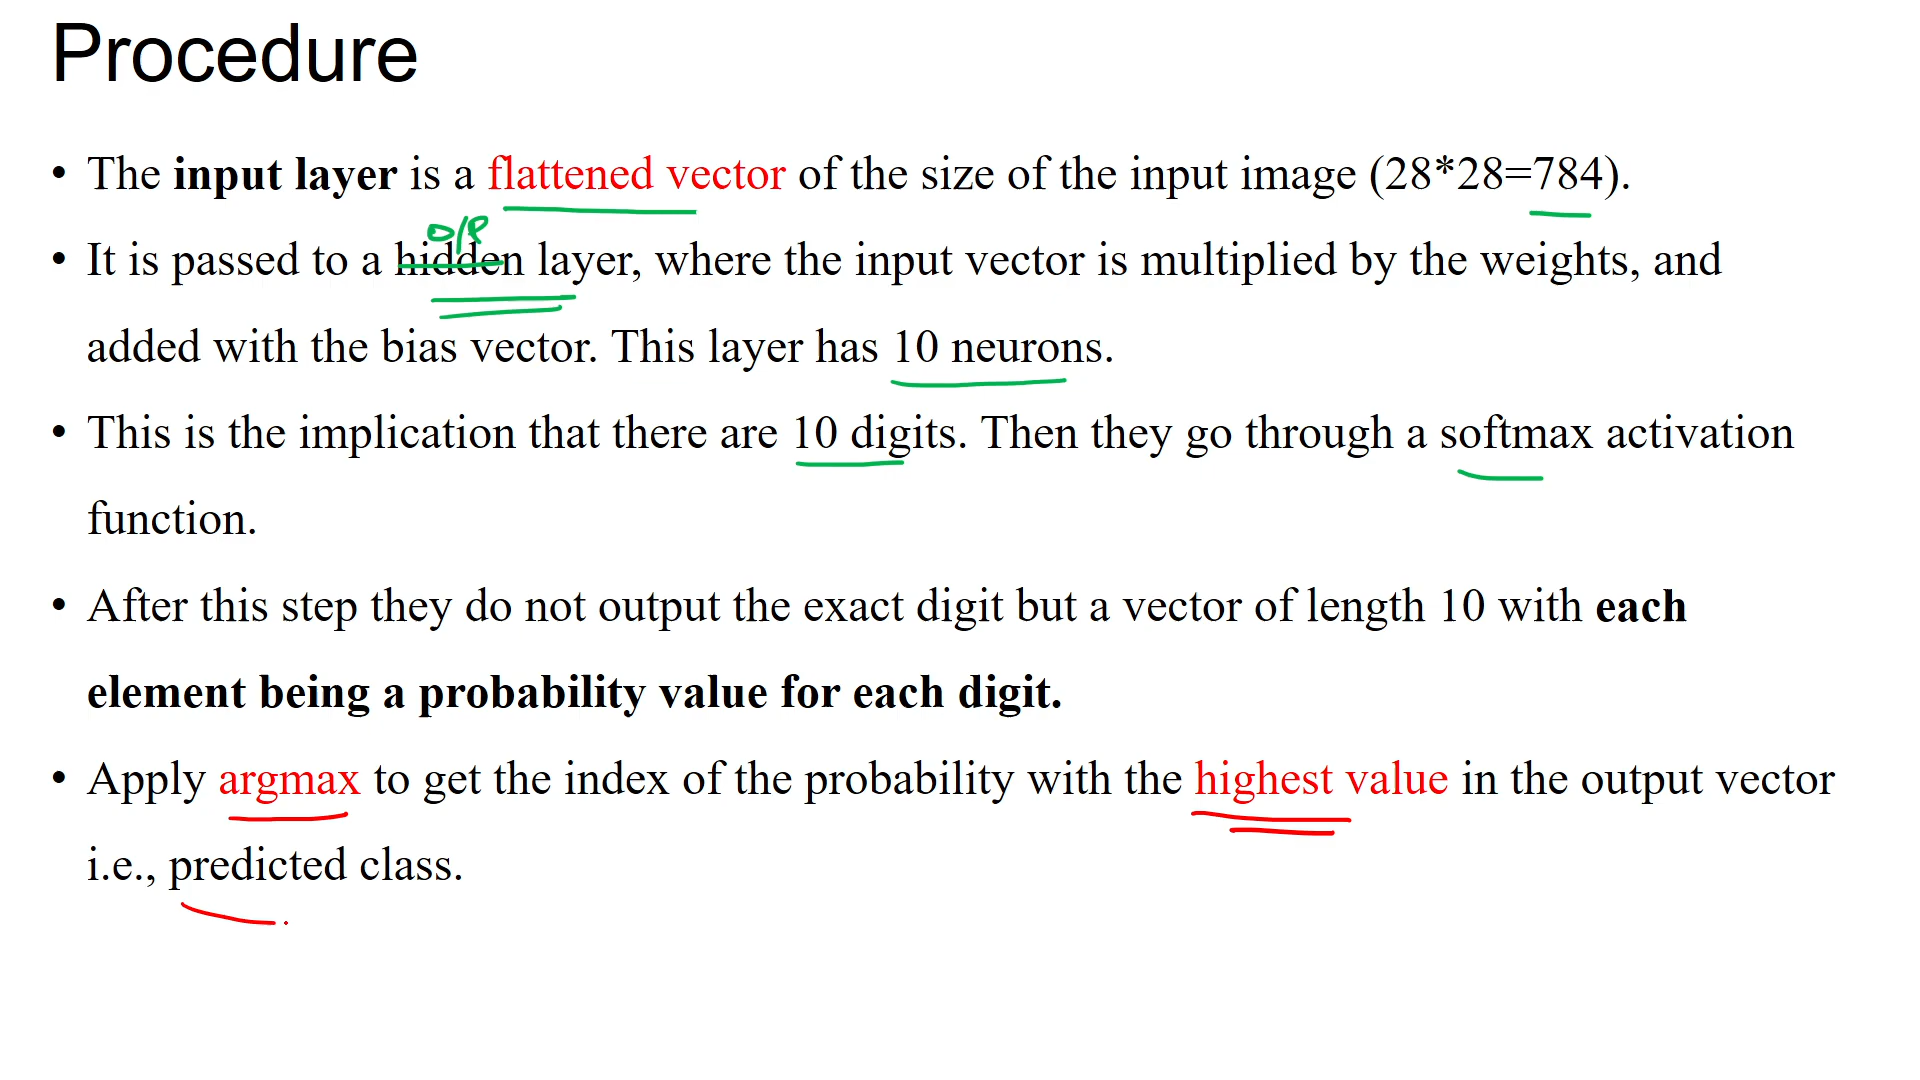 Procedure
• The input layer is a flattened vector of the size of the input image (28*28=784).
O/P
• It is passed to a hidden layer, where the input vector is multiplied by the weights, and
added with the bias vector. This layer has 10 neurons.
• This is the implication that there are 10 digits. Then they go through a softmax activation
function.
• After this step they do not output the exact digit but a vector of length 10 with each
element being a probability value for each digit.
• Apply argmax to get the index of the probability with the highest value in the output vector
i.e., predicted class.